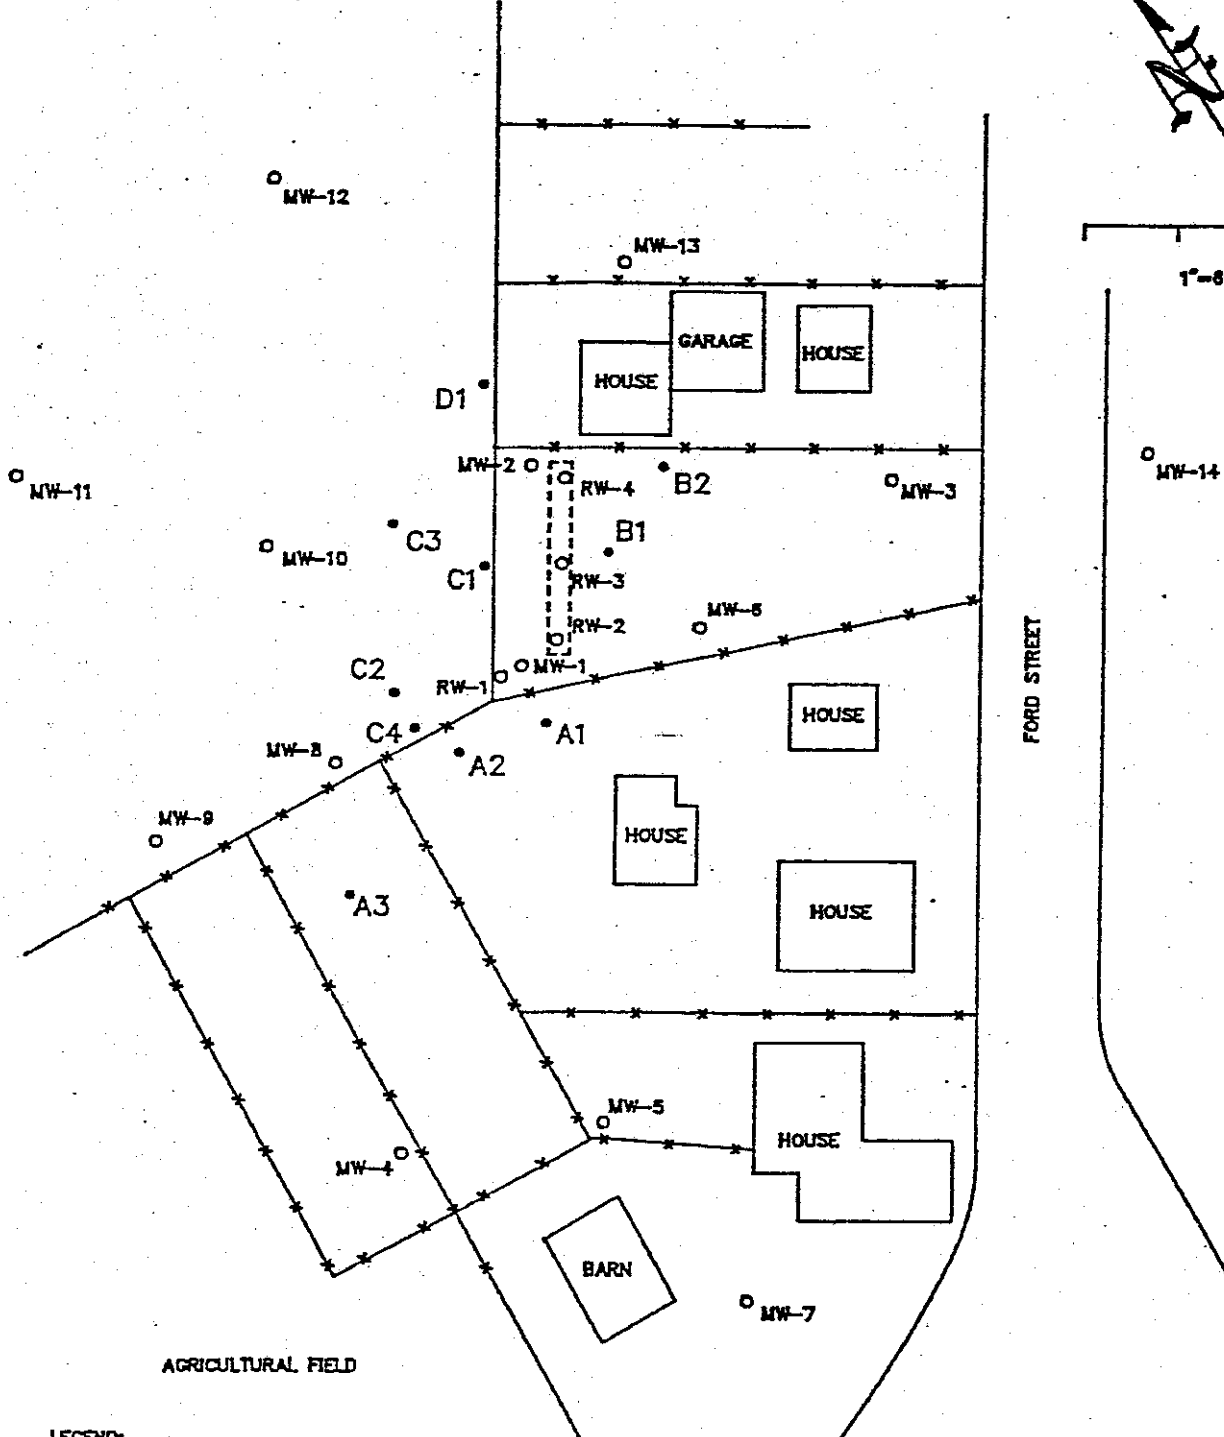 MW-12
MW-13
1"=6
GARAGE
HOUSE
HOUSE
D1
MW-2
RW-4
B2
MW-3
MW-14
MW-11
C3
B1
MW-10
C1
RW-3
RW-2
MW-6
MW-1
C2
RW-1
FORD STREET
HOUSE
C4
A1
MW-8
A2
MW-9
HOUSE
A3
HOUSE
MW-5
HOUSE
MW-4
BARN
MW-7
AGRICULTURAL FIELD
LEGEND: